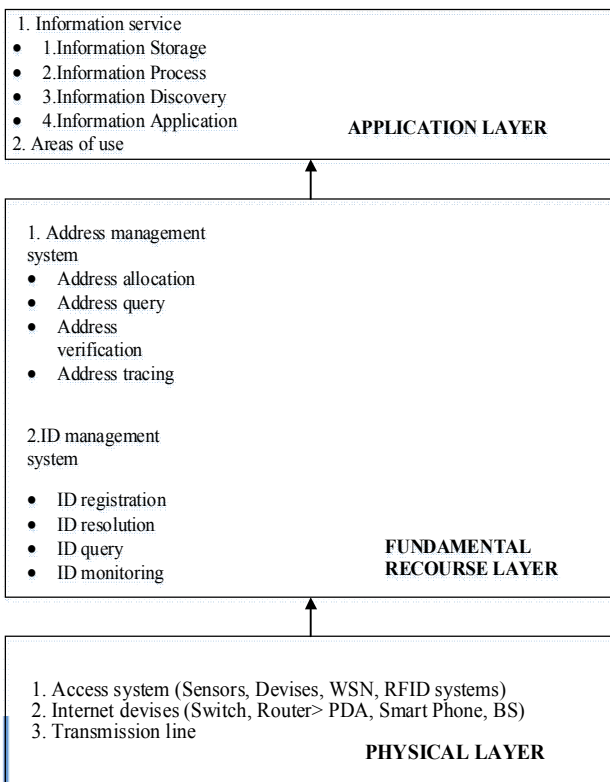 1. Information service
• 1.Information Storage
• 2.Information Process
• 3.Information Discovery
• 4.Information Application
2. Areas of use
APPLICATION LAYER
1. Address management
system
• Address allocation
• Address query
• Address
verification
• Address tracing
2.ID management
system
• ID registration
• ID resolution
• ID query
• ID monitoring
FUNDAMENTAL
RECOURSE LAYER
1. Access system (Sensors, Devises, WSN, RFID systems)
2. Internet devises (Switch, Router> PDA, Smart Phone, BS)
3. Transmission line
PHYSICAL LAYER